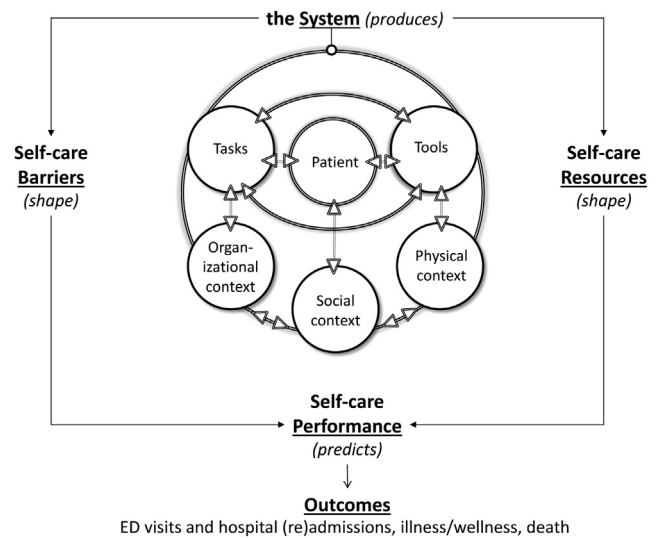 the System (produces)
Tasks
Patient
Tools
Self-care
Barriers
(shape)
Self-care
Resources
(shape)
Organ-
izational
context
Social
context
Physical
context
Self-care
Performance
(predicts)
Outcomes
ED visits and hospital (re)admissions, illness/wellness, death